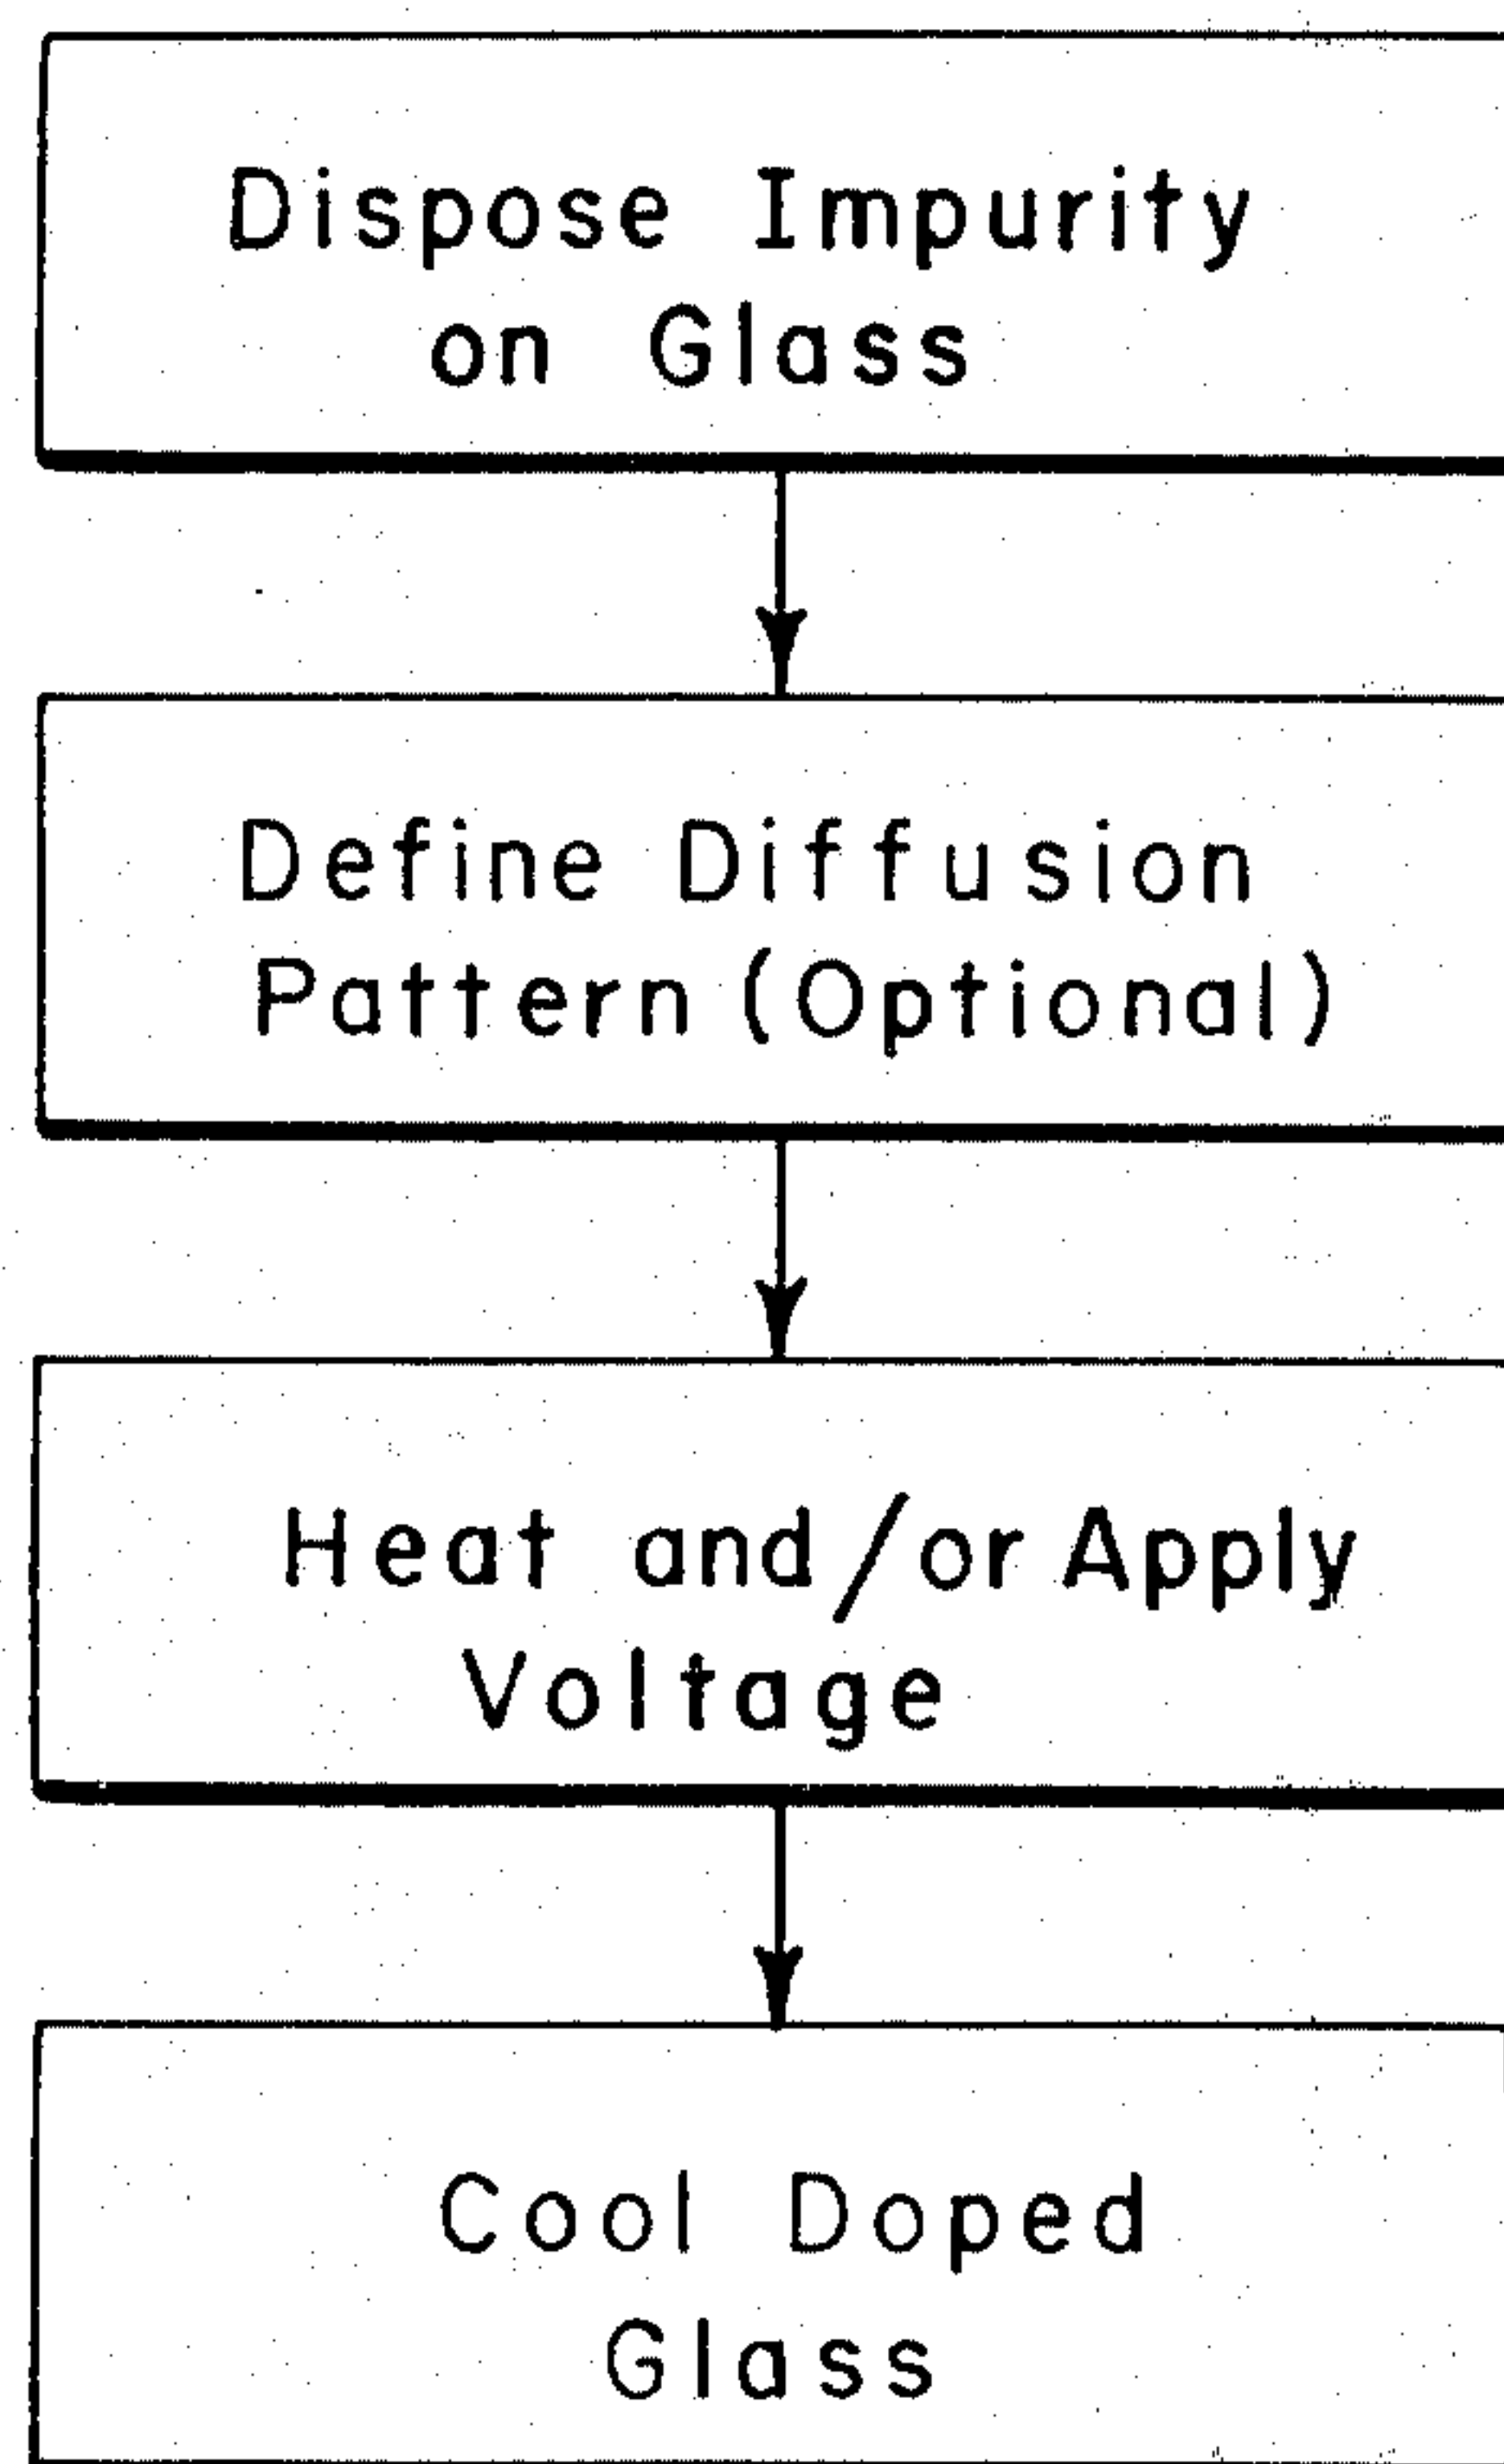 Dispose Impurity
on Glass
Define Diffusion
Pattern (Optional)
Heat and/or Apply
Voltage
Cool Doped
Glass